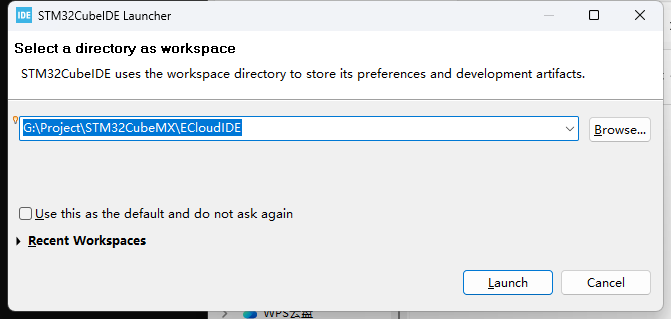 IDE STM32CubeIDE Launcher
Select a directory as workspace
STM32CubeIDE uses the workspace directory to store its preferences and development artifacts.
G:\Project\STM32CubeMX\ECloudIDE
Browse...
Use this as the default and do not ask again
Recent Workspaces
Launch
Cancel
WPS云盘